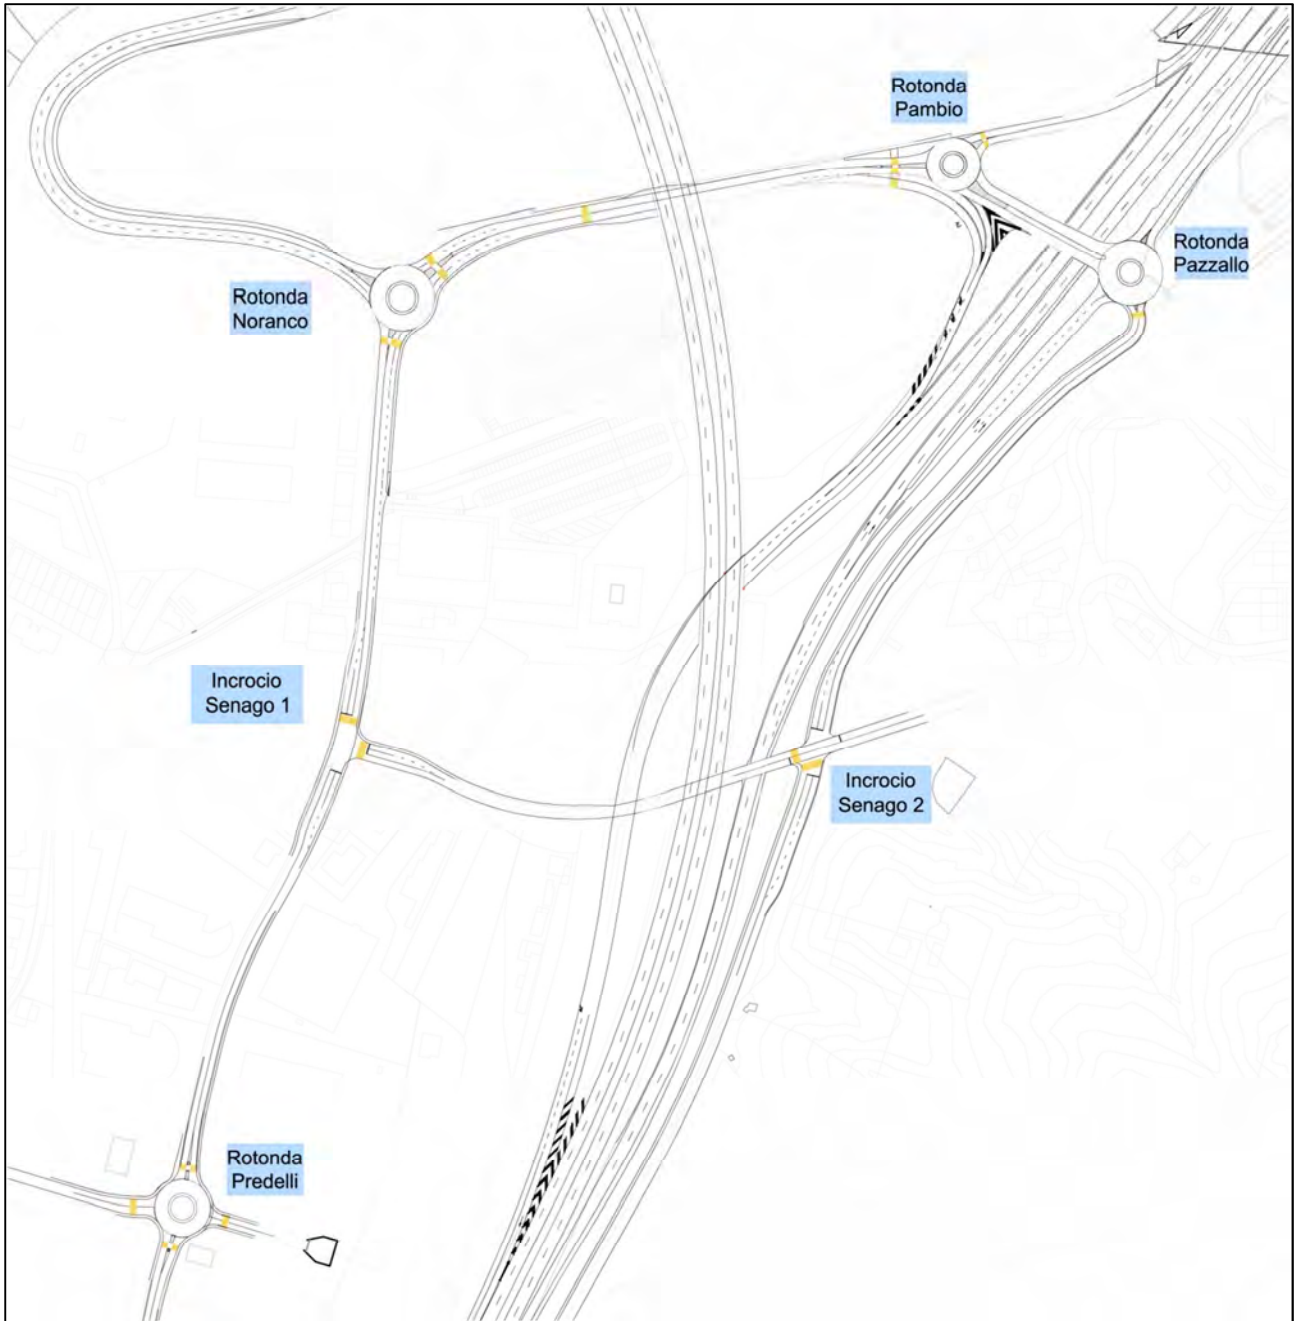 Rotonda
Pambio
Rotonda
Pazzallo
Rotonda
Noranco
Incrocio
Senago 1
Incrocio
Senago 2
Rotonda
Predelli